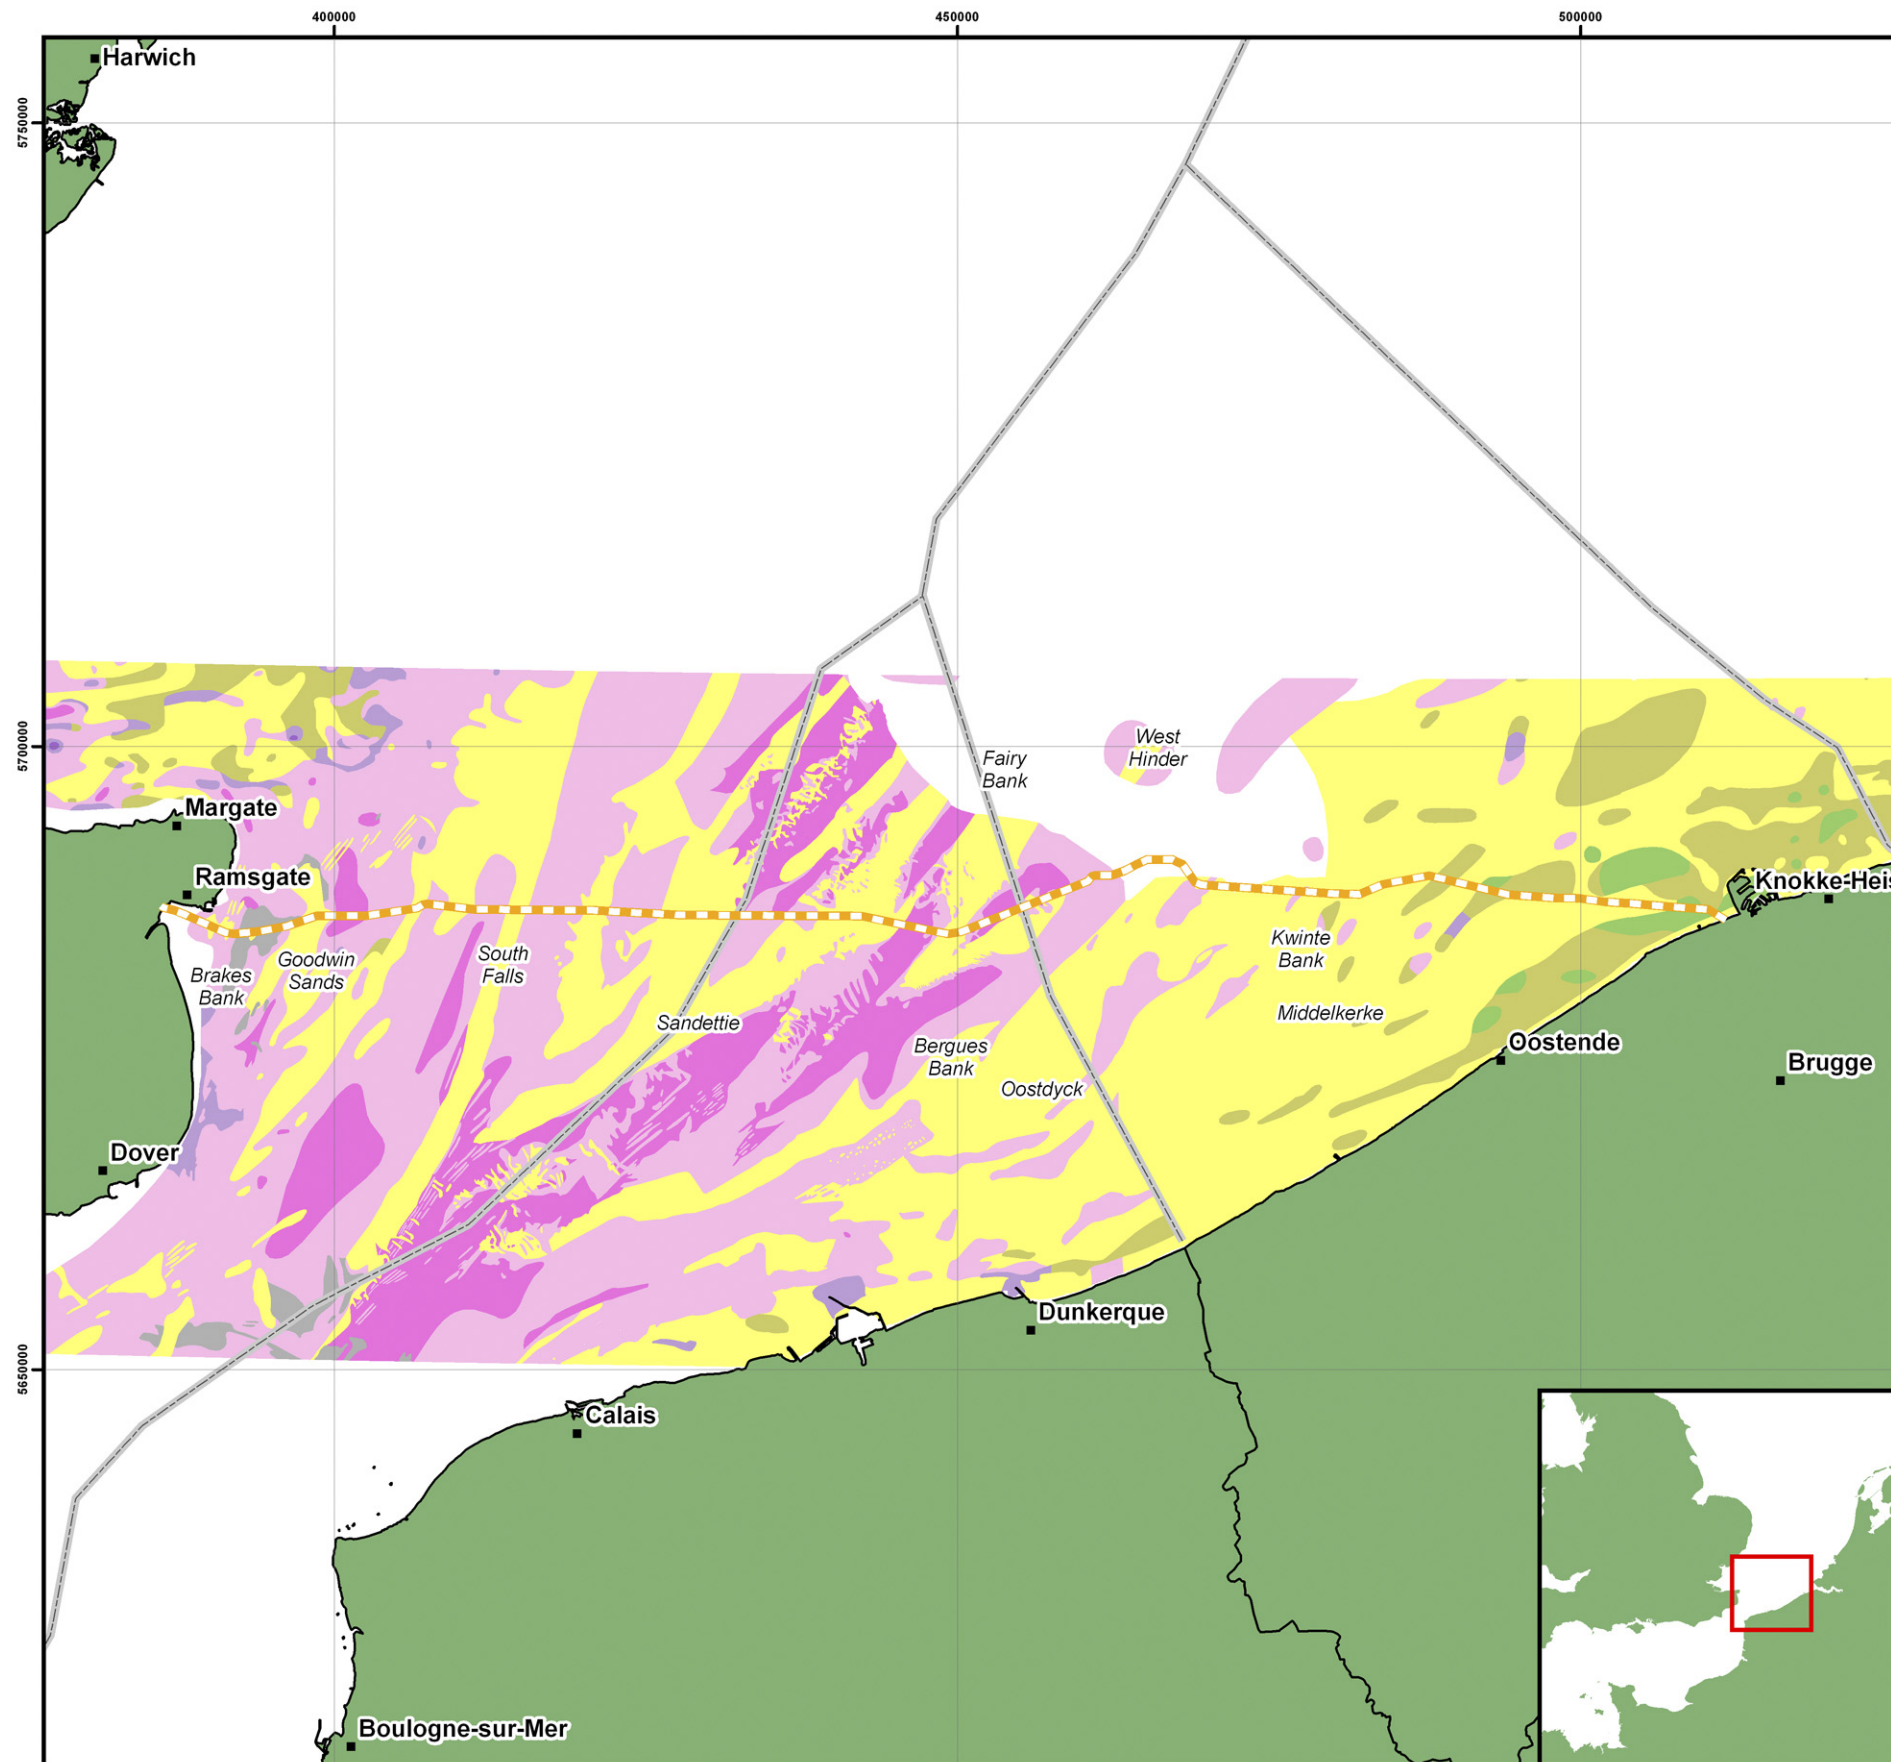 400000
450000
500000
Harwich
5750000
5700000
West
Hinder
Fairy
Bank
Margate
Ramsgate
Knokke-Heis
Kwinte
Bank
South
Falls
Goodwin
Sands
Brakes
Bank
Middelkerke
Sandettie
Oostende
Bergues
Bank
Brugge
Oostdyck
Dover
Dunkerque
5650000
Calais
Boulogne-sur-Mer